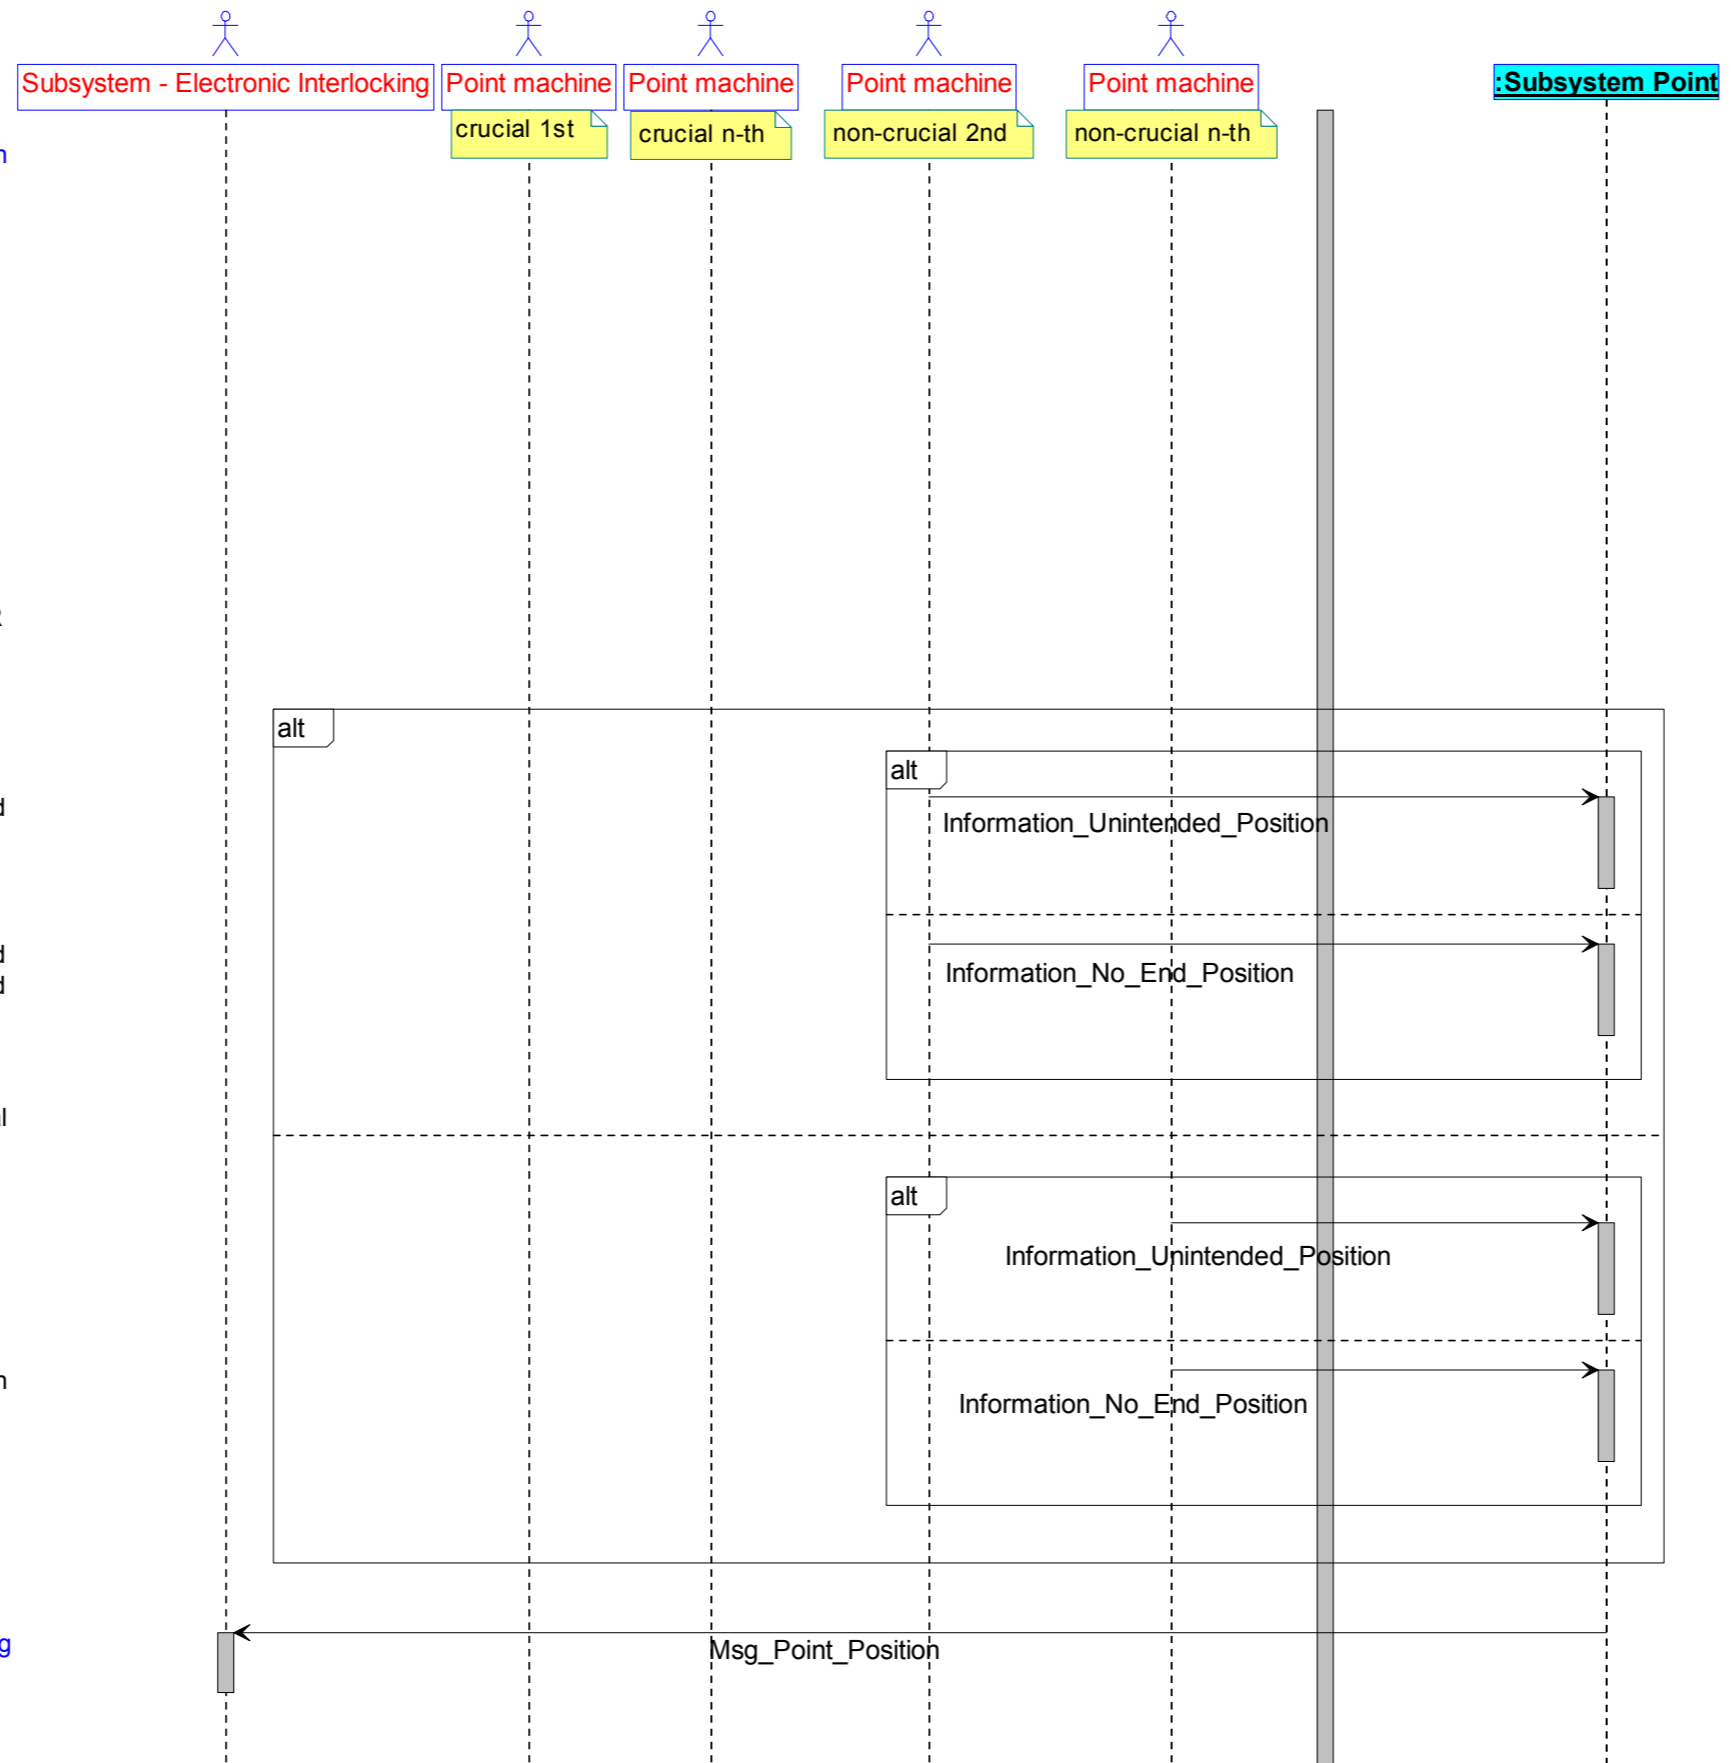 Subsystem - Electronic Interlocking
Point machine
Point machine
Point machine
Point machine
:Subsystem Point
crucial 1st
crucial n-th
non-crucial 2nd
non-crucial n-th
alt
alt
Information_Unintended_Position
Information_No_End_Position
alt
Information_Unintended_Position
Information_No_End_Position
Msg_Point_Position